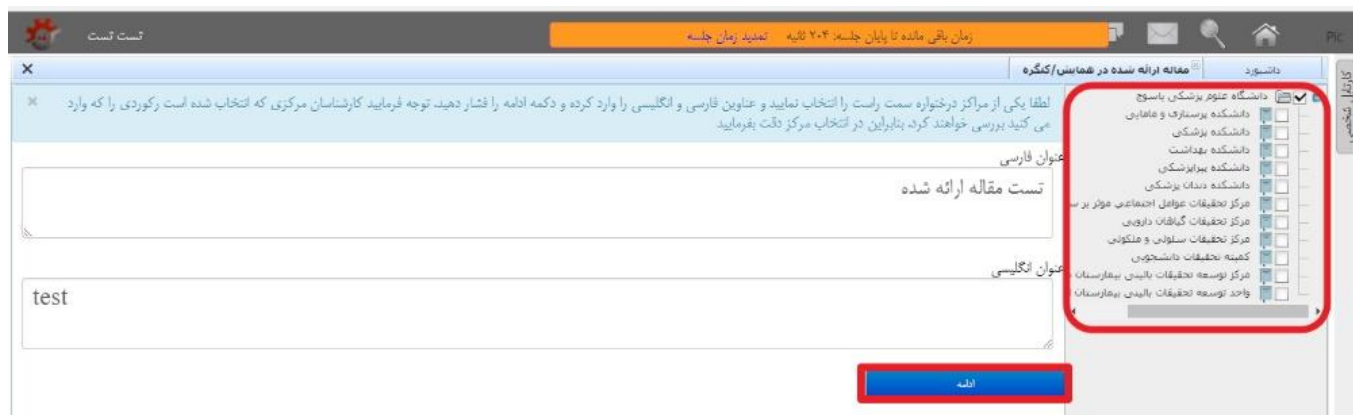 تست تست
زمان باقی مانده تا پایان جلسه: ۲۰۴ ثانیه تمدید زمان جلسه
Pic
کارتابل شخصی
داشبورد
مقاله ارائه شده در همایش/کنگره
لطفا یکی از مراکز درختواره سمت راست را انتخاب نمایید و عناوین فارسی و انگلیسی را وارد کرده و دکمه ادامه را فشار دهید. توجه فرمایید کارشناسان مرکزی که انتخاب شده است رکوردی را که وارد
می کنید بررسی خواهند کرد. بنابراین در انتخاب مرکز دقت بفرمایید
دانشگاه علوم پزشکی یاسوج
دانشکده پرستاری و مامایی
دانشکده پزشکی
دانشکده بهداشت
دانشکده پیراپزشکی
دانشکده دندان پزشکی
مرکز تحقیقات عوامل اجتماعی موثر بر س
مرکز تحقیقات گیاهان دارویی
مرکز تحقیقات سلولی و ملکولی
کمیته تحقیقات دانشجویی
مرکز توسعه تحقیقات بالینی بیمارستان
واحد توسعه تحقیقات بالینی بیمارستان
عنوان فارسی
تست مقاله ارائه شده
عنوان انگلیسی
test
ادامه